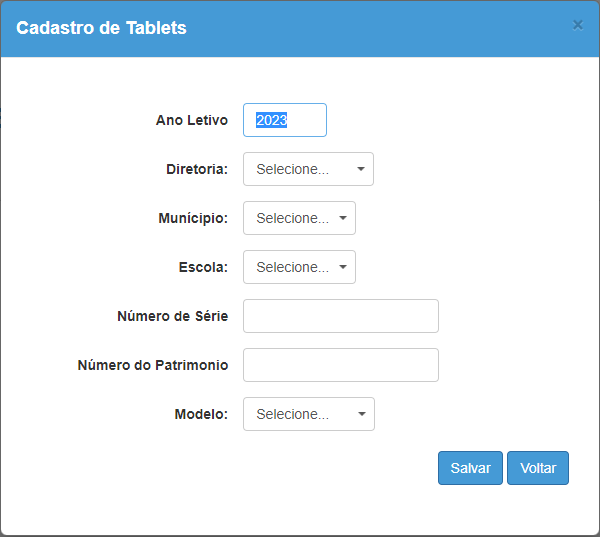 Cadastro de Tablets ×
Ano Letivo 2023
Diretoria: Selecione...
Munícipio: Selecione...
Escola: Selecione...
Número de Série
Número do Patrimonio
Modelo: Selecione...
Salvar Voltar